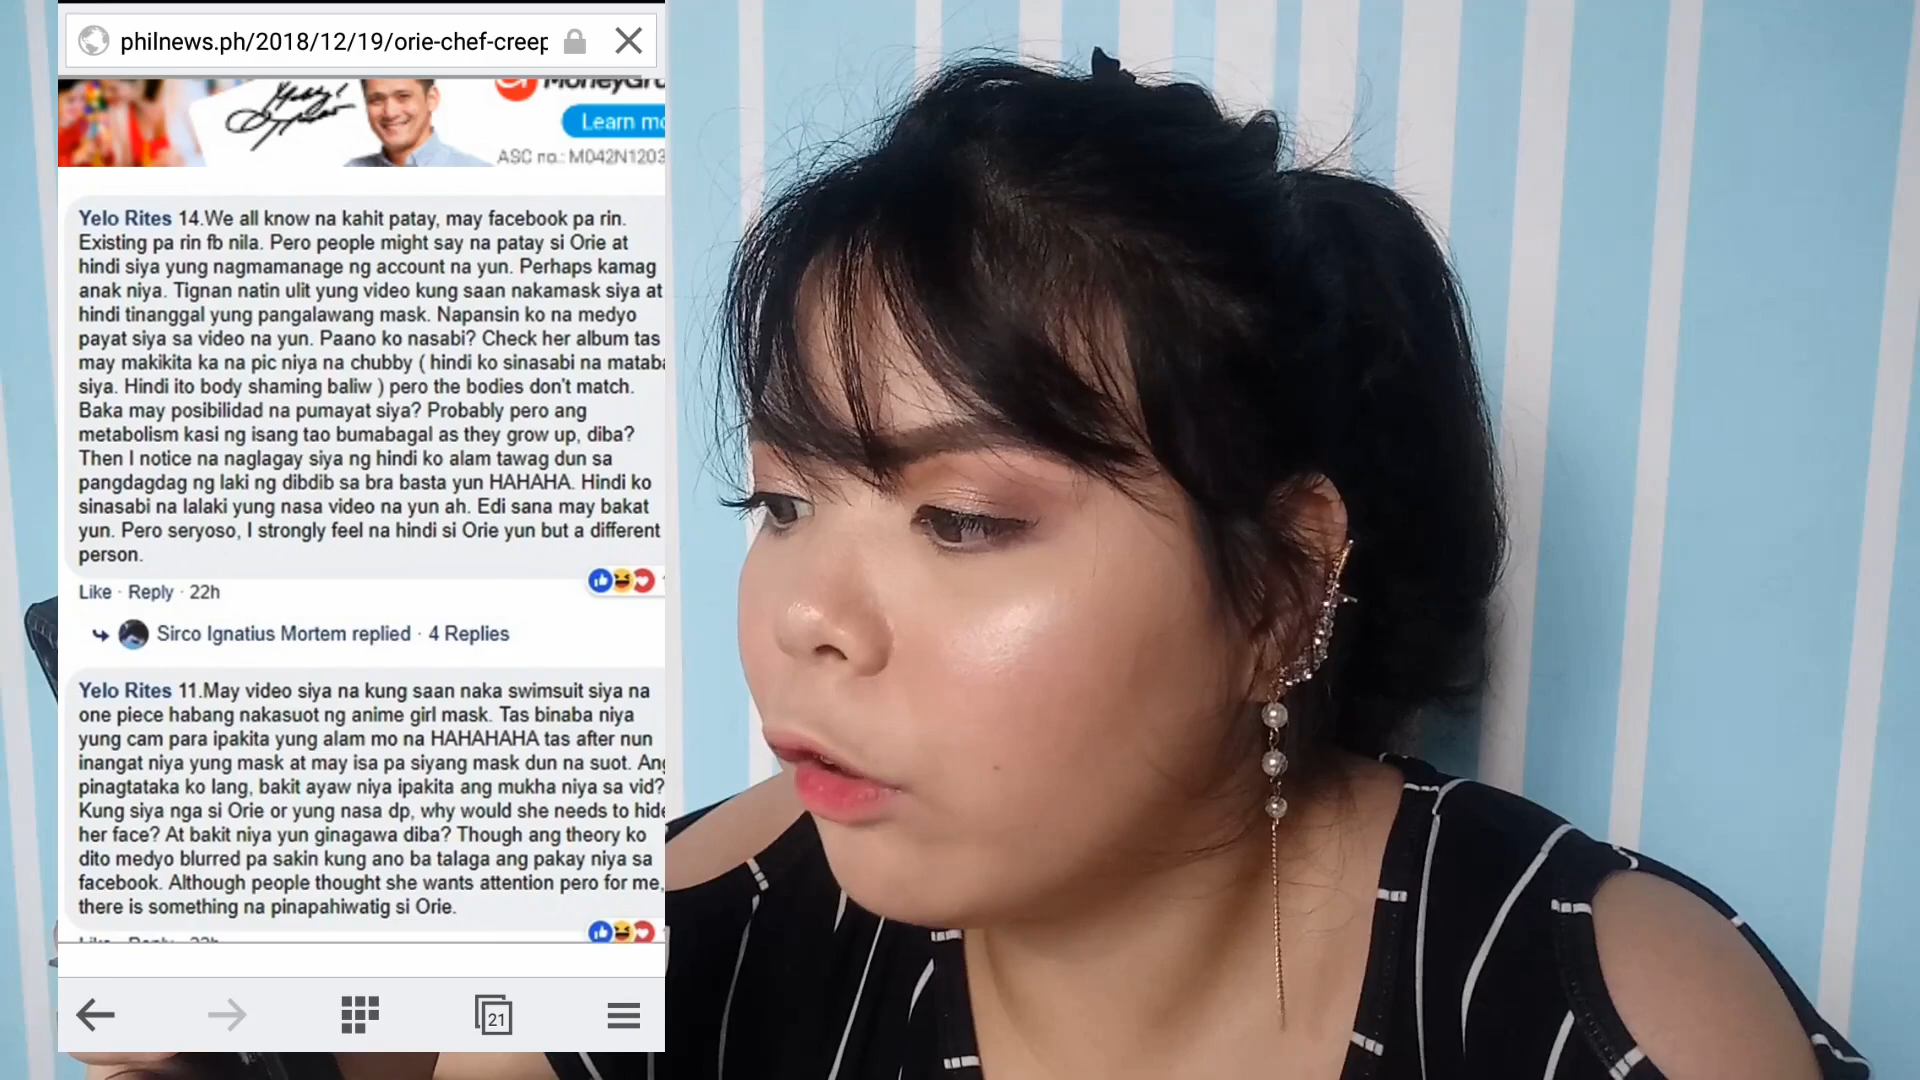 philnews.ph/2018/12/19/orie-chef-creep
Learn mo
ASC no.: M042N1203
Yelo Rites 14.We all know na kahit patay, may facebook pa rin.
Existing pa rin fb nila. Pero people might say na patay si Orie at
hindi siya yung nagmamanage ng account na yun. Perhaps kamag
anak niya. Tignan natin ulit yung video kung saan nakamask siya at
hindi tinanggal yung pangalawang mask. Napansin ko na medyo
payat siya sa video na yun. Paano ko nasabi? Check her album tas
may makikita ka na pic niya na chubby ( hindi ko sinasabi na mataba
siya. Hindi ito body shaming baliw ) pero the bodies don't match.
Baka may posibilidad na pumayat siya? Probably pero ang
metabolism kasi ng isang tao bumabagal as they grow up, diba?
Then I notice na naglagay siya ng hindi ko alam tawag dun sa
pangdagdag ng laki ng dibdib sa bra basta yun HAHAHA. Hindi ko
sinasabi na lalaki yung nasa video na yun ah. Edi sana may bakat
yun. Pero seryoso, I strongly feel na hindi si Orie yun but a different
person.
Like · Reply · 22h
Sirco Ignatius Mortem replied · 4 Replies
Yelo Rites 11.May video siya na kung saan naka swimsuit siya na
one piece habang nakasuot ng anime girl mask. Tas binaba niya
yung cam para ipakita yung alam mo na HAHAHAHA tas after nun
inangat niya yung mask at may isa pa siyang mask dun na suot. Ang
pinagtataka ko lang, bakit ayaw niya ipakita ang mukha niya sa vid?
Kung siya nga si Orie or yung nasa dp, why would she needs to hide
her face? At bakit niya yun ginagawa diba? Though ang theory ko
dito medyo blurred pa sakin kung ano ba talaga ang pakay niya sa
facebook. Although people thought she wants attention pero for me,
there is something na pinapahiwatig si Orie.
21